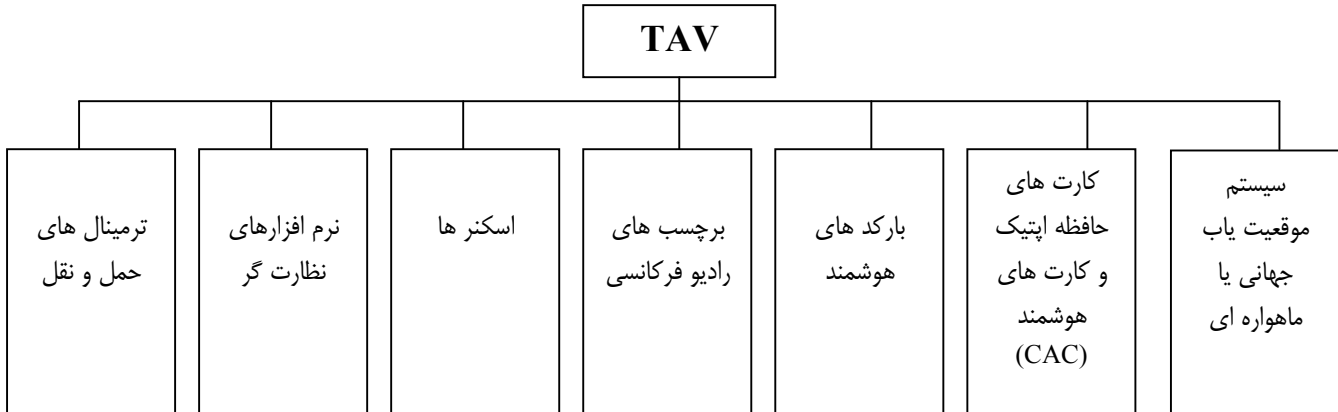 TAV
سیستم
موقعیت یاب
جهانی یا
ماهواره ای
کارت های
حافظه اپتیک
و کارت های
هوشمند
(CAC)
بارکد های
هوشمند
برچسب های
رادیو فرکانسی
اسکنر ها
نرم افزارهای
نظارت گر
ترمینال های
حمل و نقل